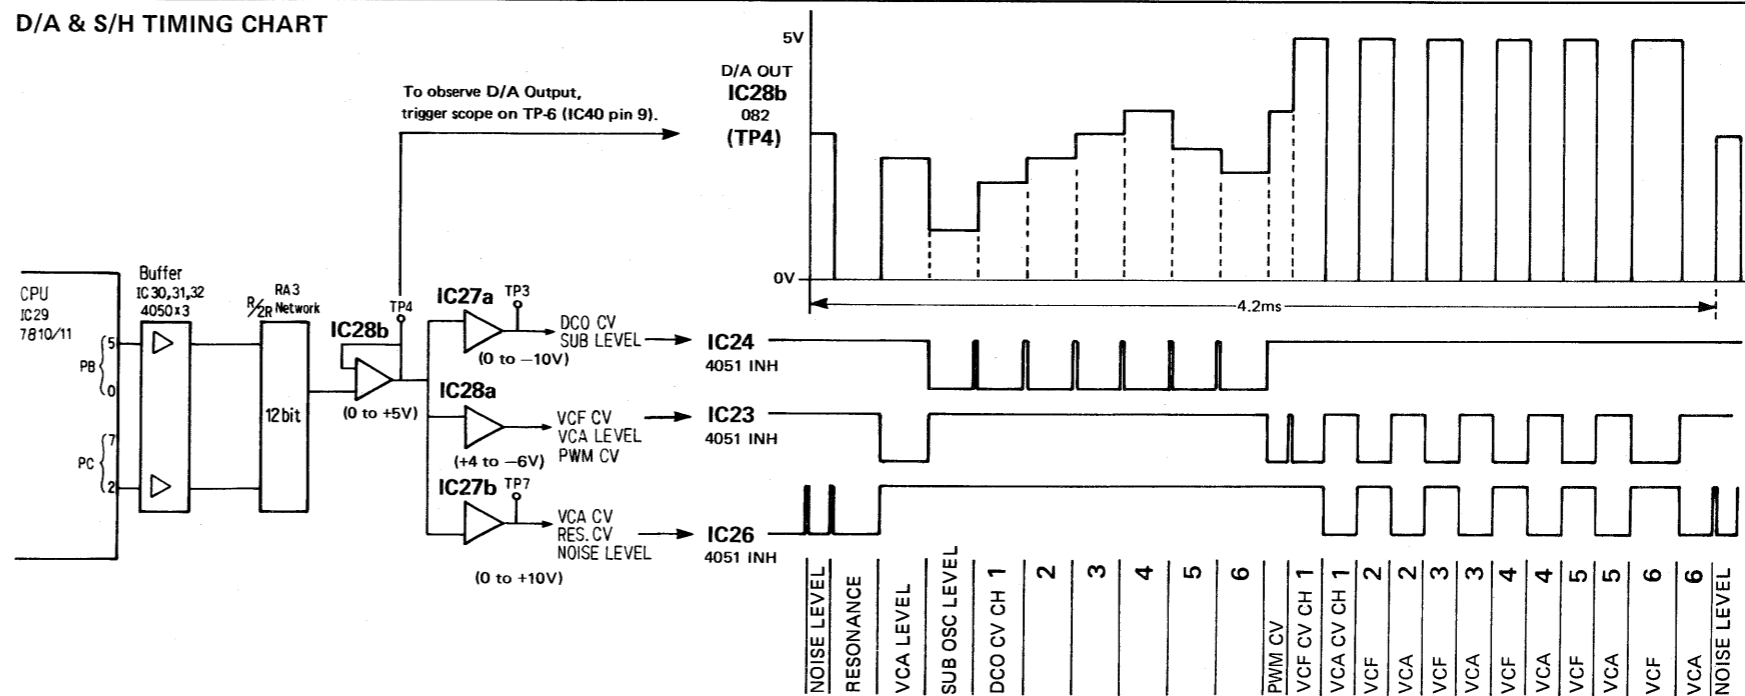 D/A & S/H TIMING CHART
To observe D/A Output,
trigger scope on TP-6 (IC40 pin 9).
5V
D/A OUT
IC28b
082
(TP4)
0V
4.2ms
CPU
IC29
7810/11
PB
5
0
PC
7
2
Buffer
IC30,31,32
4050x3
RA3
R/2R Network
12bit
IC28b
TP4
(0 to +5V)
IC27a
TP3
(0 to −10V)
DCO CV
SUB LEVEL
IC24
4051 INH
IC28a
(+4 to −6V)
VCF CV
VCA LEVEL
PWM CV
IC23
4051 INH
IC27b
TP7
(0 to +10V)
VCA CV
RES. CV
NOISE LEVEL
IC26
4051 INH
NOISE LEVEL
RESONANCE
VCA LEVEL
SUB OSC LEVEL
DCO CV CH 1
2
3
4
5
6
PWM CV
VCF CV CH 1
VCA CV CH 1
VCF 2
VCA 2
VCF 3
VCA 3
VCF 4
VCA 4
VCF 5
VCA 5
VCF 6
VCA 6
NOISE LEVEL